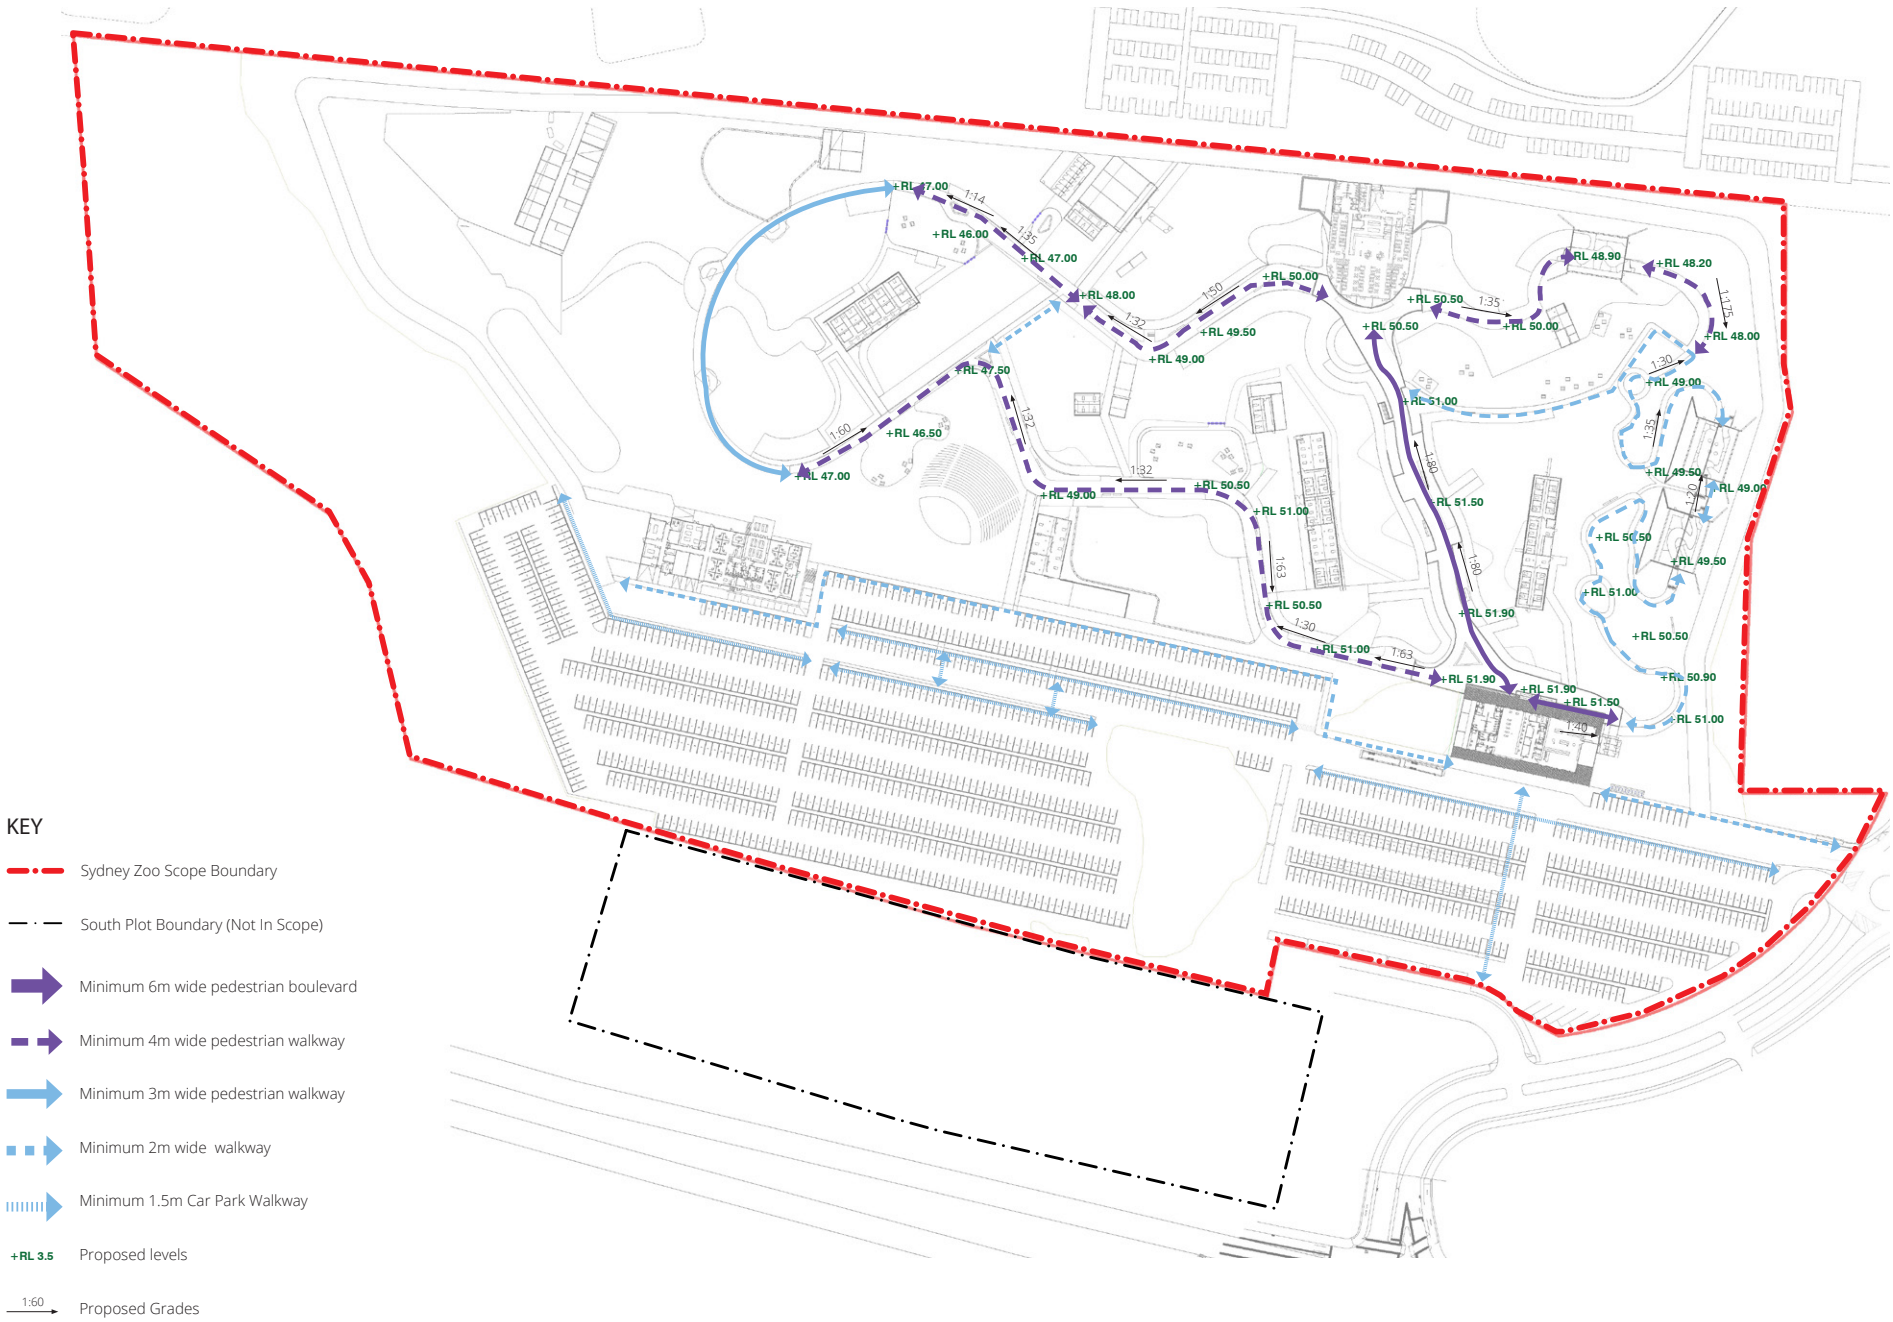 +RL 47.00
1:14
+RL 46.00
1:35
+RL 47.00
+RL 48.00
1:32
1:50
+RL 50.00
+RL 49.50
+RL 49.00
+RL 50.50
1:35
+RL 50.00
RL 48.90
+RL 48.20
1:175
+RL 48.00
+RL 50.50
1:30
+RL 49.00
+RL 51.00
1:35
+RL 47.50
1:32
1:60
+RL 46.50
+RL 47.00
+RL 49.00
1:32
+RL 50.50
+RL 51.00
1:63
+RL 50.50
1:30
+RL 51.00
1:63
+RL 51.90
1:80
+RL 51.50
1:80
+RL 51.90
+RL 49.50
1:20
RL 49.00
+RL 50.50
+RL 49.50
+RL 51.00
+RL 50.50
+RL 50.90
+RL 51.00
+RL 51.90
+RL 51.50
1:40
KEY
Sydney Zoo Scope Boundary
South Plot Boundary (Not In Scope)
Minimum 6m wide pedestrian boulevard
Minimum 4m wide pedestrian walkway
Minimum 3m wide pedestrian walkway
Minimum 2m wide walkway
Minimum 1.5m Car Park Walkway
+RL 3.5 Proposed levels
1:60 Proposed Grades